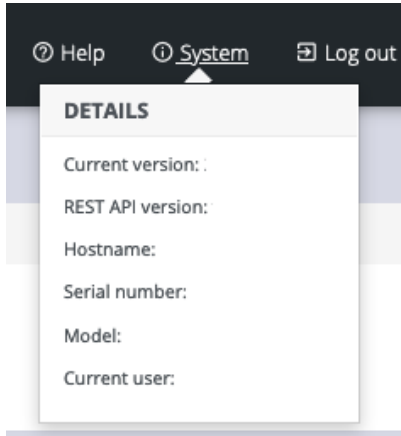 Help System Log out
DETAILS
Current version:
REST API version:
Hostname:
Serial number:
Model:
Current user: